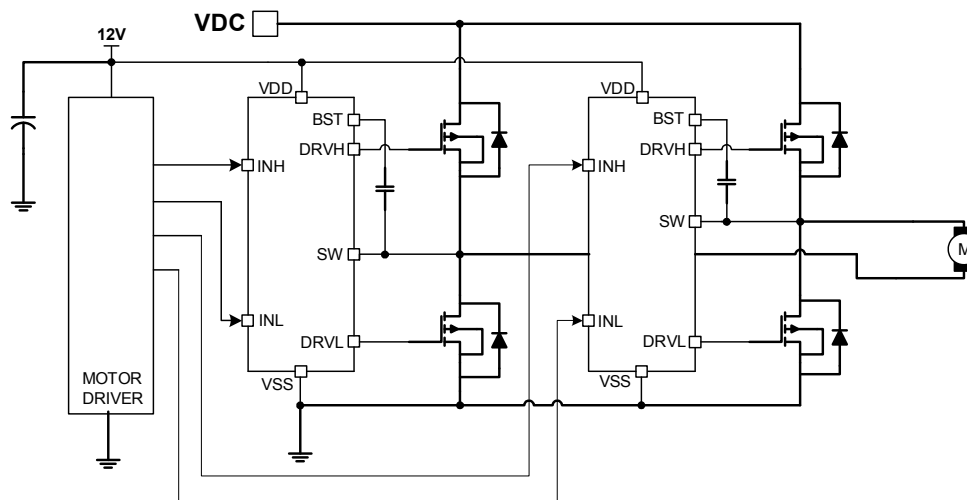 VDC
12V
VDD
VDD
BST
BST
DRVH
DRVH
INH
INH
SW
SW
M
INL
INL
DRVL
DRVL
MOTOR
DRIVER
VSS
VSS